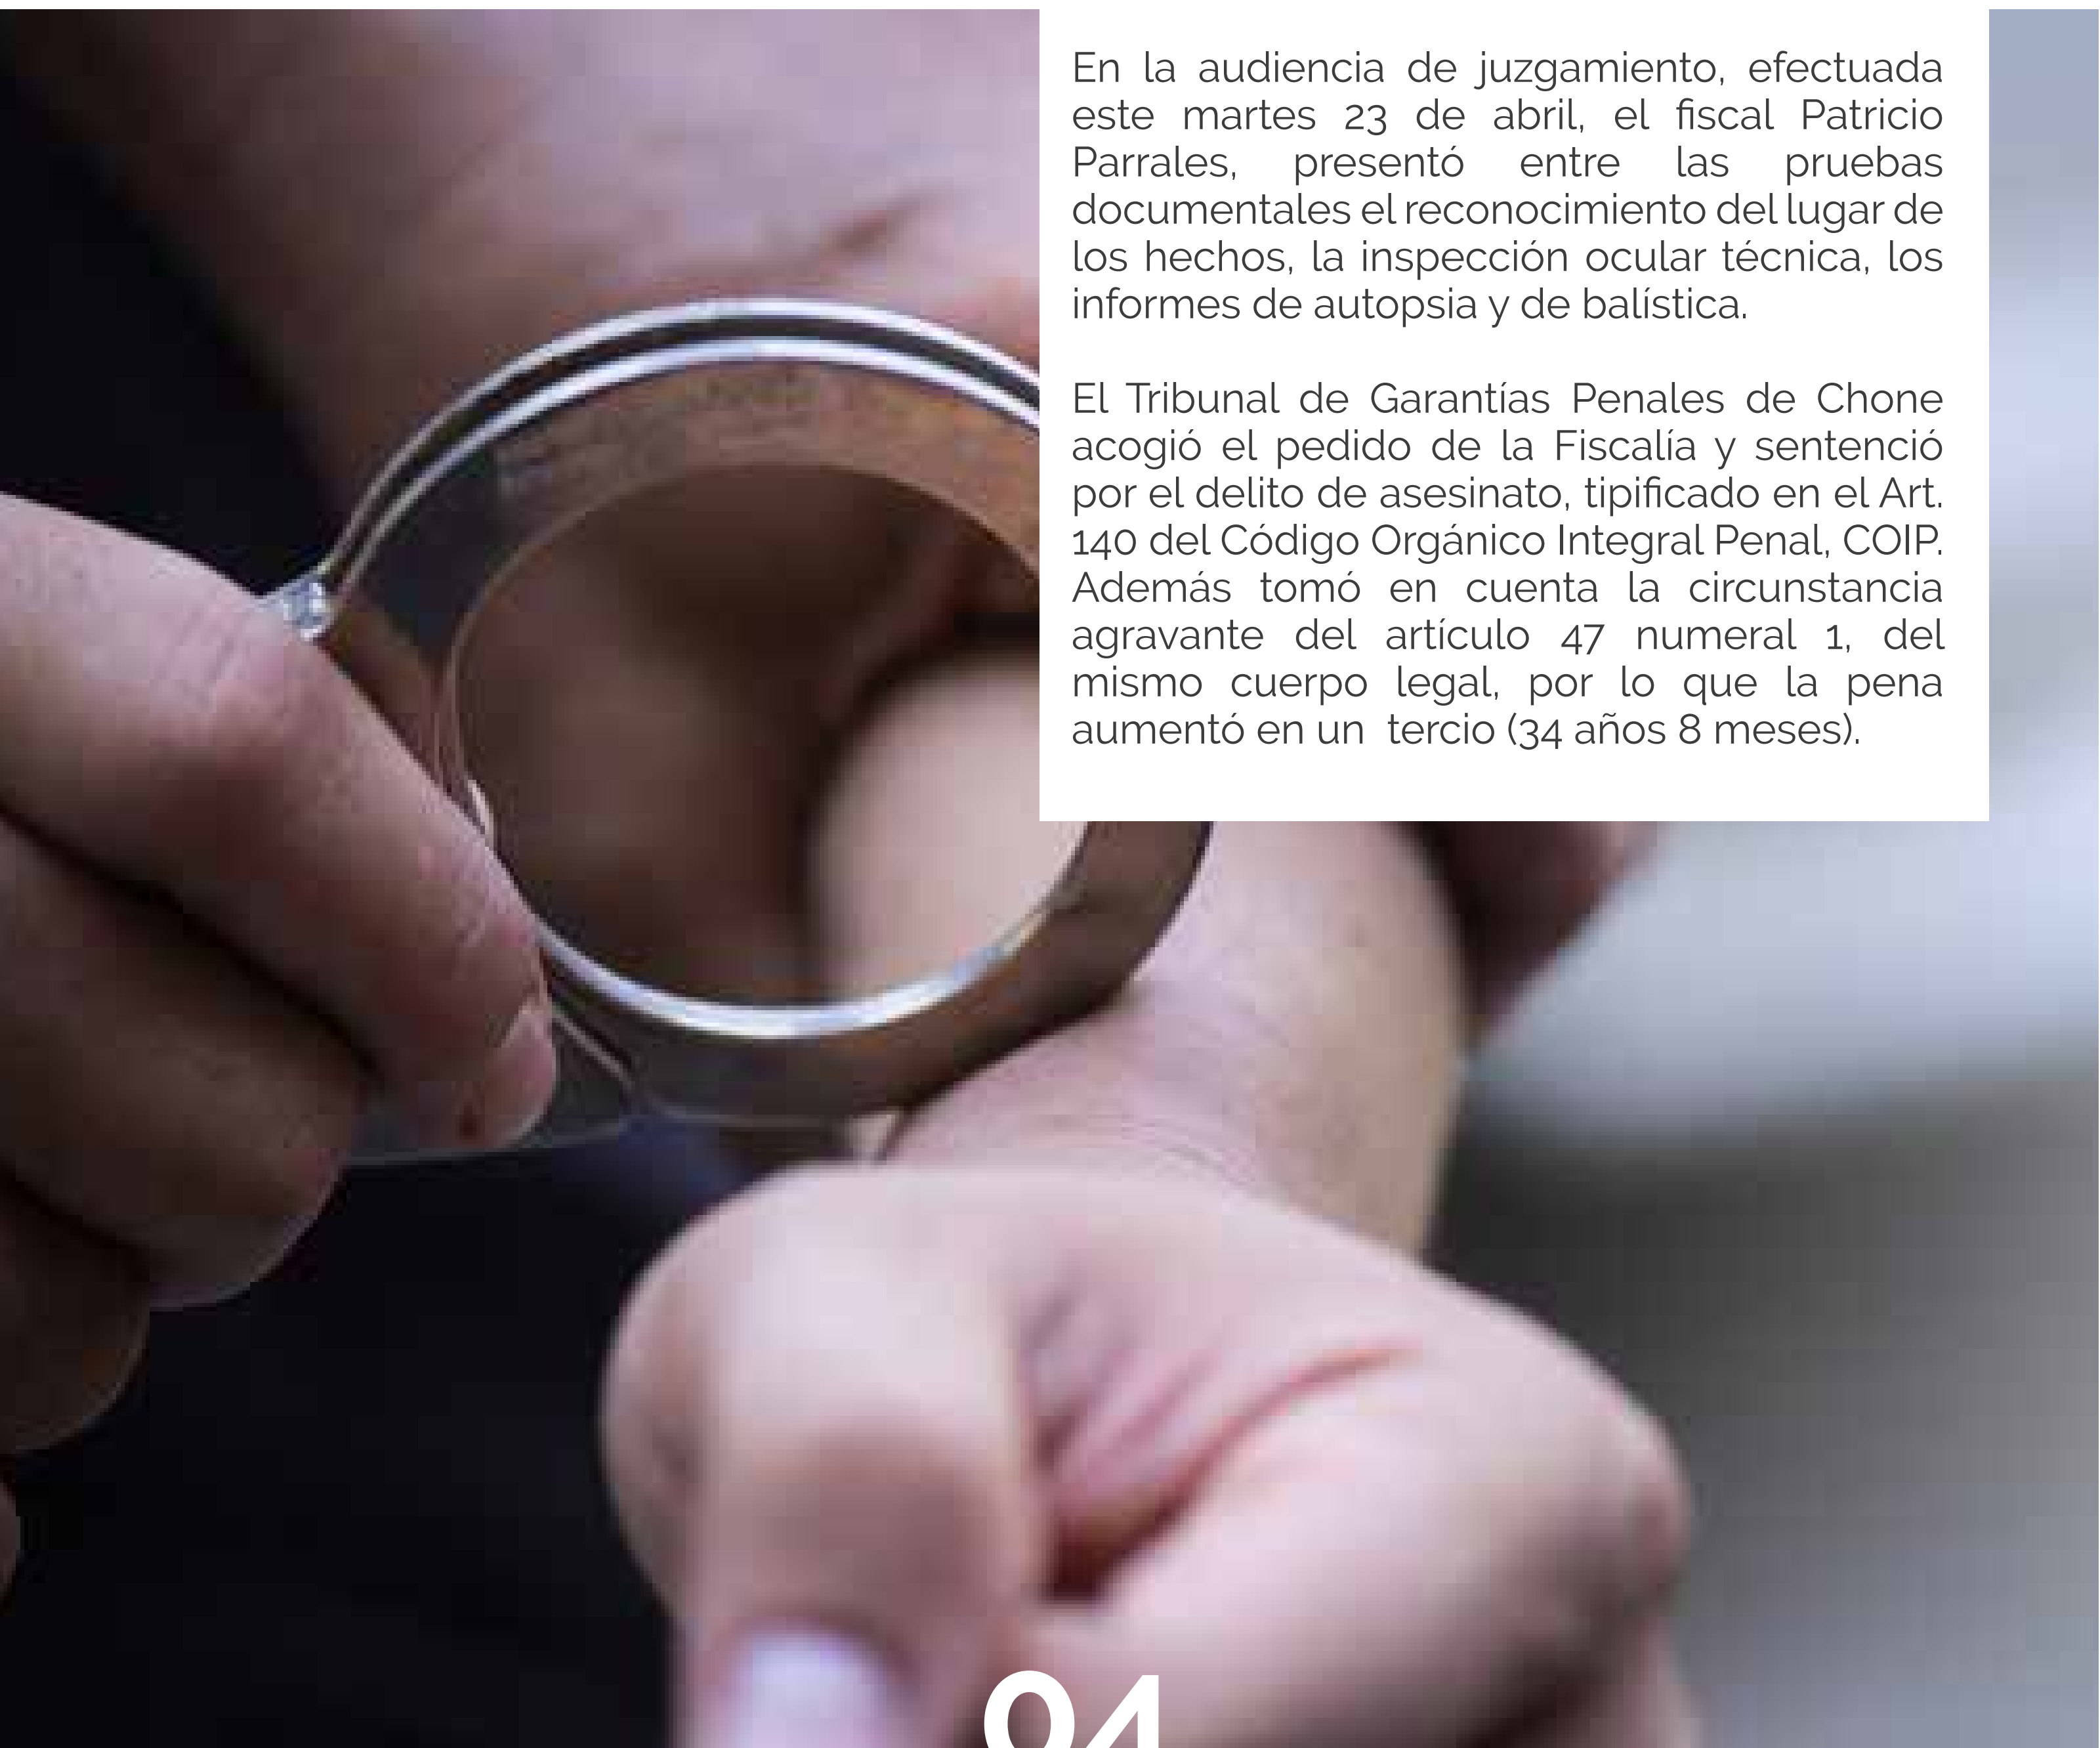 En la audiencia de juzgamiento, efectuada
este martes 23 de abril, el fiscal Patricio
Parrales, presentó entre las pruebas
documentales el reconocimiento del lugar de
los hechos, la inspección ocular técnica, los
informes de autopsia y de balística.
El Tribunal de Garantías Penales de Chone
acogió el pedido de la Fiscalía y sentenció
por el delito de asesinato, tipificado en el Art.
140 del Código Orgánico Integral Penal, COIP.
Además tomó en cuenta la circunstancia
agravante del artículo 47 numeral 1, del
mismo cuerpo legal, por lo que la pena
aumentó en un tercio (34 años 8 meses).
04